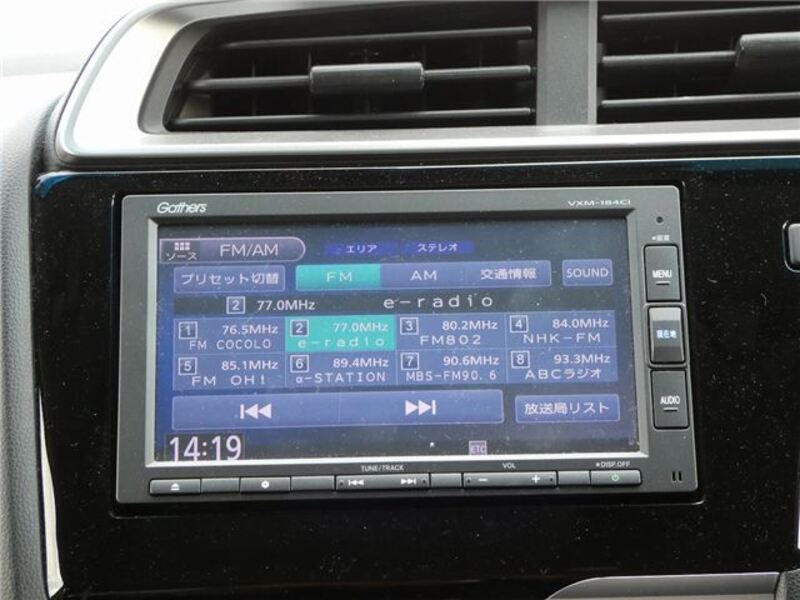 Gathers VXM-184CI
ソース FM/AM エリア ステレオ
プリセット切替 FM AM 交通情報 SOUND
2 77.0MHz e-radio
1 76.5MHz 2 77.0MHz 3 80.2MHz 4 84.0MHz
FM COCOLO e-radio FM802 NHK-FM
5 85.1MHz 6 89.4MHz 7 90.6MHz 8 93.3MHz
FM OH! α-STATION MBS-FM90.6 ABCラジオ
放送局リスト
14:19 ETC
MENU
現在地
AUDIO
TUNE/TRACK VOL DISP.OFF